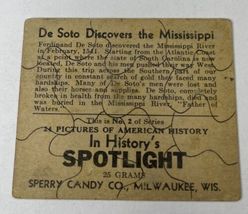 De Soto Discovers the Mississippi
Ferdinand De Soto discovered the Mississippi River
in February, 1541. Starting from the Atlantic Coast
at a point where the state of South Carolina is now
located, De Soto and his men pushed their way West.
During this trip across the Southern part of our
country in constant search of gold they faced many
hardships. Many of De Soto's men were lost and
also their horses and supplies. De Soto himself,
completely exhausted from the many hardships, died
and was buried in the Mississippi River, "Father of
Waters."
This is No. 2 of Series
24 PICTURES OF AMERICAN HISTORY
In History's
SPOTLIGHT
25 GRAMS
SPERRY CANDY CO., MILWAUKEE, WIS.